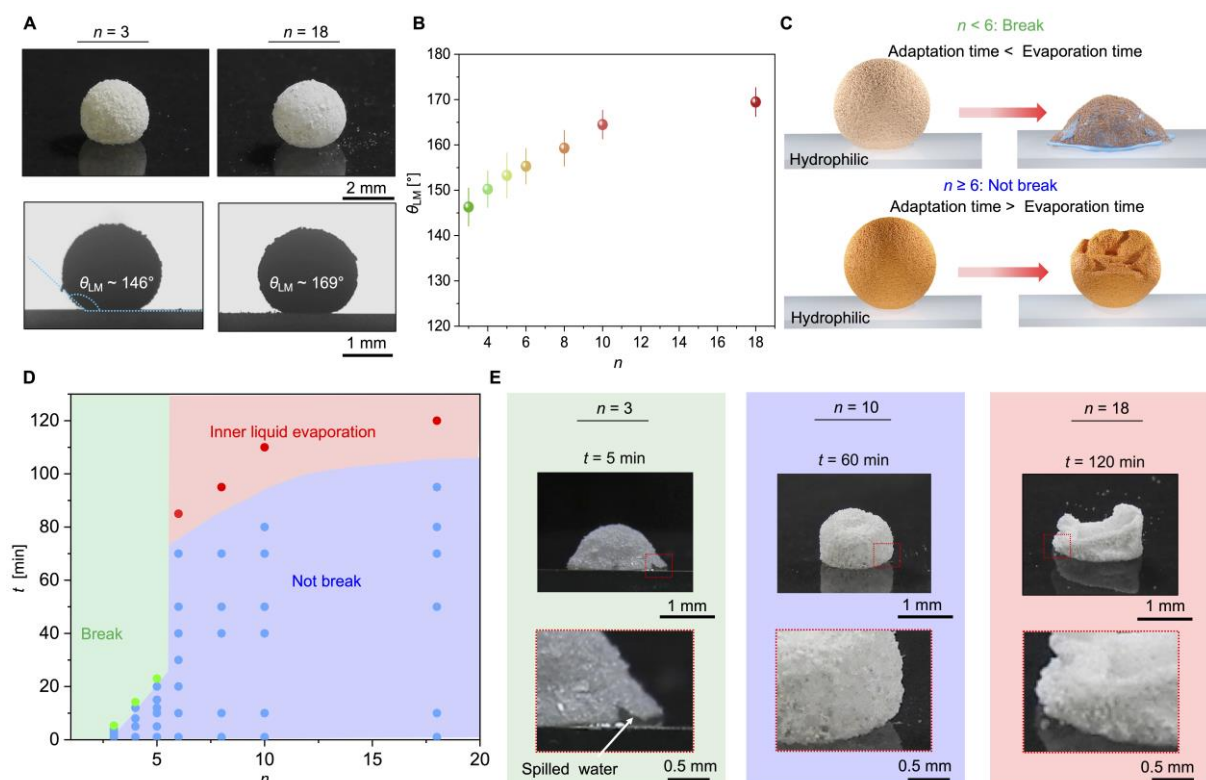 A
n = 3
n = 18
2 mm
θLM ~ 146°
θLM ~ 169°
1 mm
B
180°
170°
160°
150°
140°
130°
120°
θLM [°]
4 6 8 10 12 14 16 18
n
C
n < 6: Break
Adaptation time < Evaporation time
Hydrophilic
n ≥ 6: Not break
Adaptation time > Evaporation time
Hydrophilic
D
120
100
80
60
40
20
0
t [min]
Inner liquid evaporation
Not break
Break
5 10 15 20
n
E
n = 3
t = 5 min
1 mm
Spilled water
0.5 mm
n = 10
t = 60 min
1 mm
0.5 mm
n = 18
t = 120 min
1 mm
0.5 mm